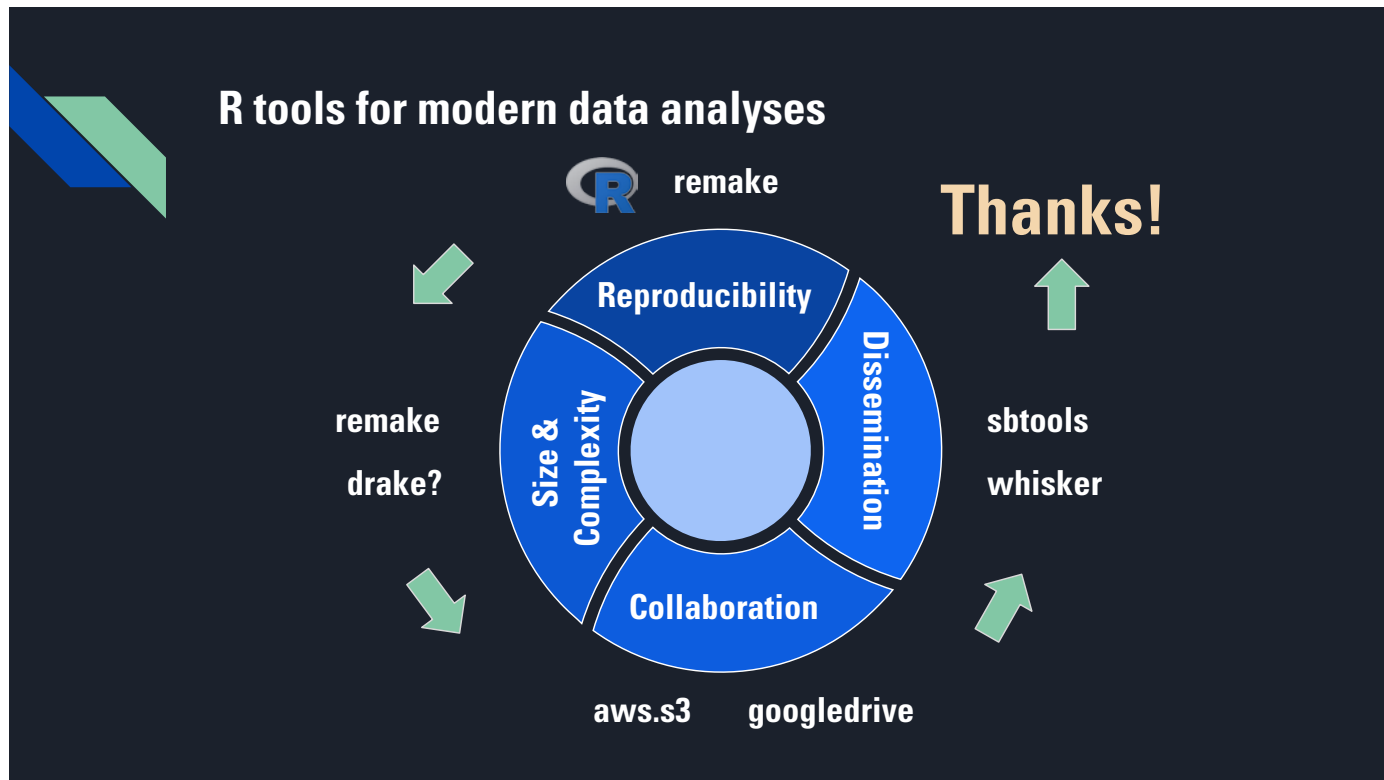 R tools for modern data analyses
R
remake
Thanks!
Reproducibility
Dissemination
Size &
Complexity
Collaboration
remake
drake?
sbtools
whisker
aws.s3
googledrive